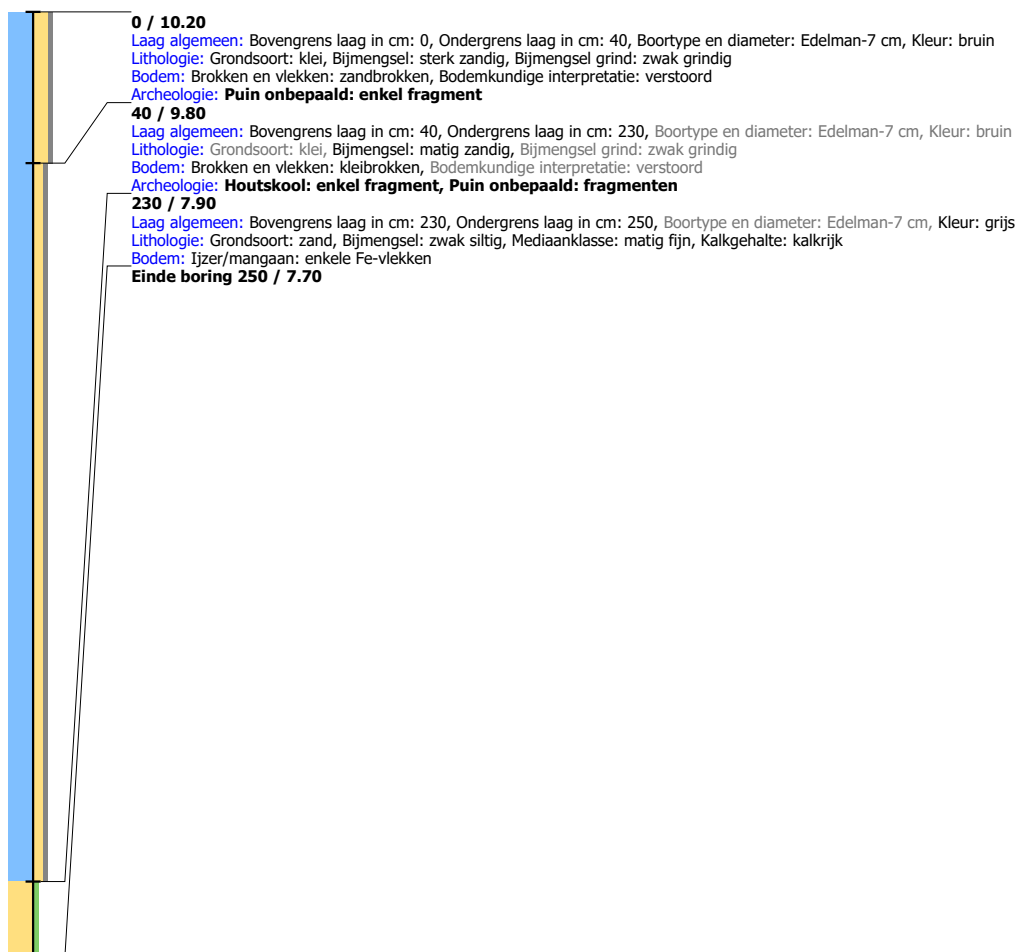 0 / 10.20
Laag algemeen: Bovengrens laag in cm: 0, Ondergrens laag in cm: 40, Boortype en diameter: Edelman-7 cm, Kleur: bruin
Lithologie: Grondsoort: klei, Bijmengsel: sterk zandig, Bijmengsel grind: zwak grindig
Bodem: Brokken en vlekken: zandbrokken, Bodemkundige interpretatie: verstoord
Archeologie: Puin onbepaald: enkel fragment
40 / 9.80
Laag algemeen: Bovengrens laag in cm: 40, Ondergrens laag in cm: 230, Boortype en diameter: Edelman-7 cm, Kleur: bruin
Lithologie: Grondsoort: klei, Bijmengsel: matig zandig, Bijmengsel grind: zwak grindig
Bodem: Brokken en vlekken: kleibrokken, Bodemkundige interpretatie: verstoord
Archeologie: Houtskool: enkel fragment, Puin onbepaald: fragmenten
230 / 7.90
Laag algemeen: Bovengrens laag in cm: 230, Ondergrens laag in cm: 250, Boortype en diameter: Edelman-7 cm, Kleur: grijs
Lithologie: Grondsoort: zand, Bijmengsel: zwak siltig, Mediaanklasse: matig fijn, Kalkgehalte: kalkrijk
Bodem: Ijzer/mangaan: enkele Fe-vlekken
Einde boring 250 / 7.70